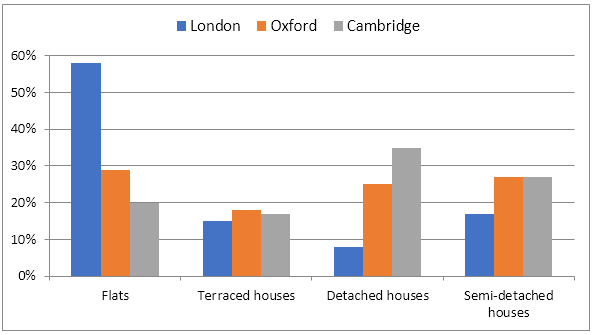 London Oxford Cambridge
60%
50%
40%
30%
20%
10%
0%
Flats Terraced houses Detached houses Semi-detached
houses